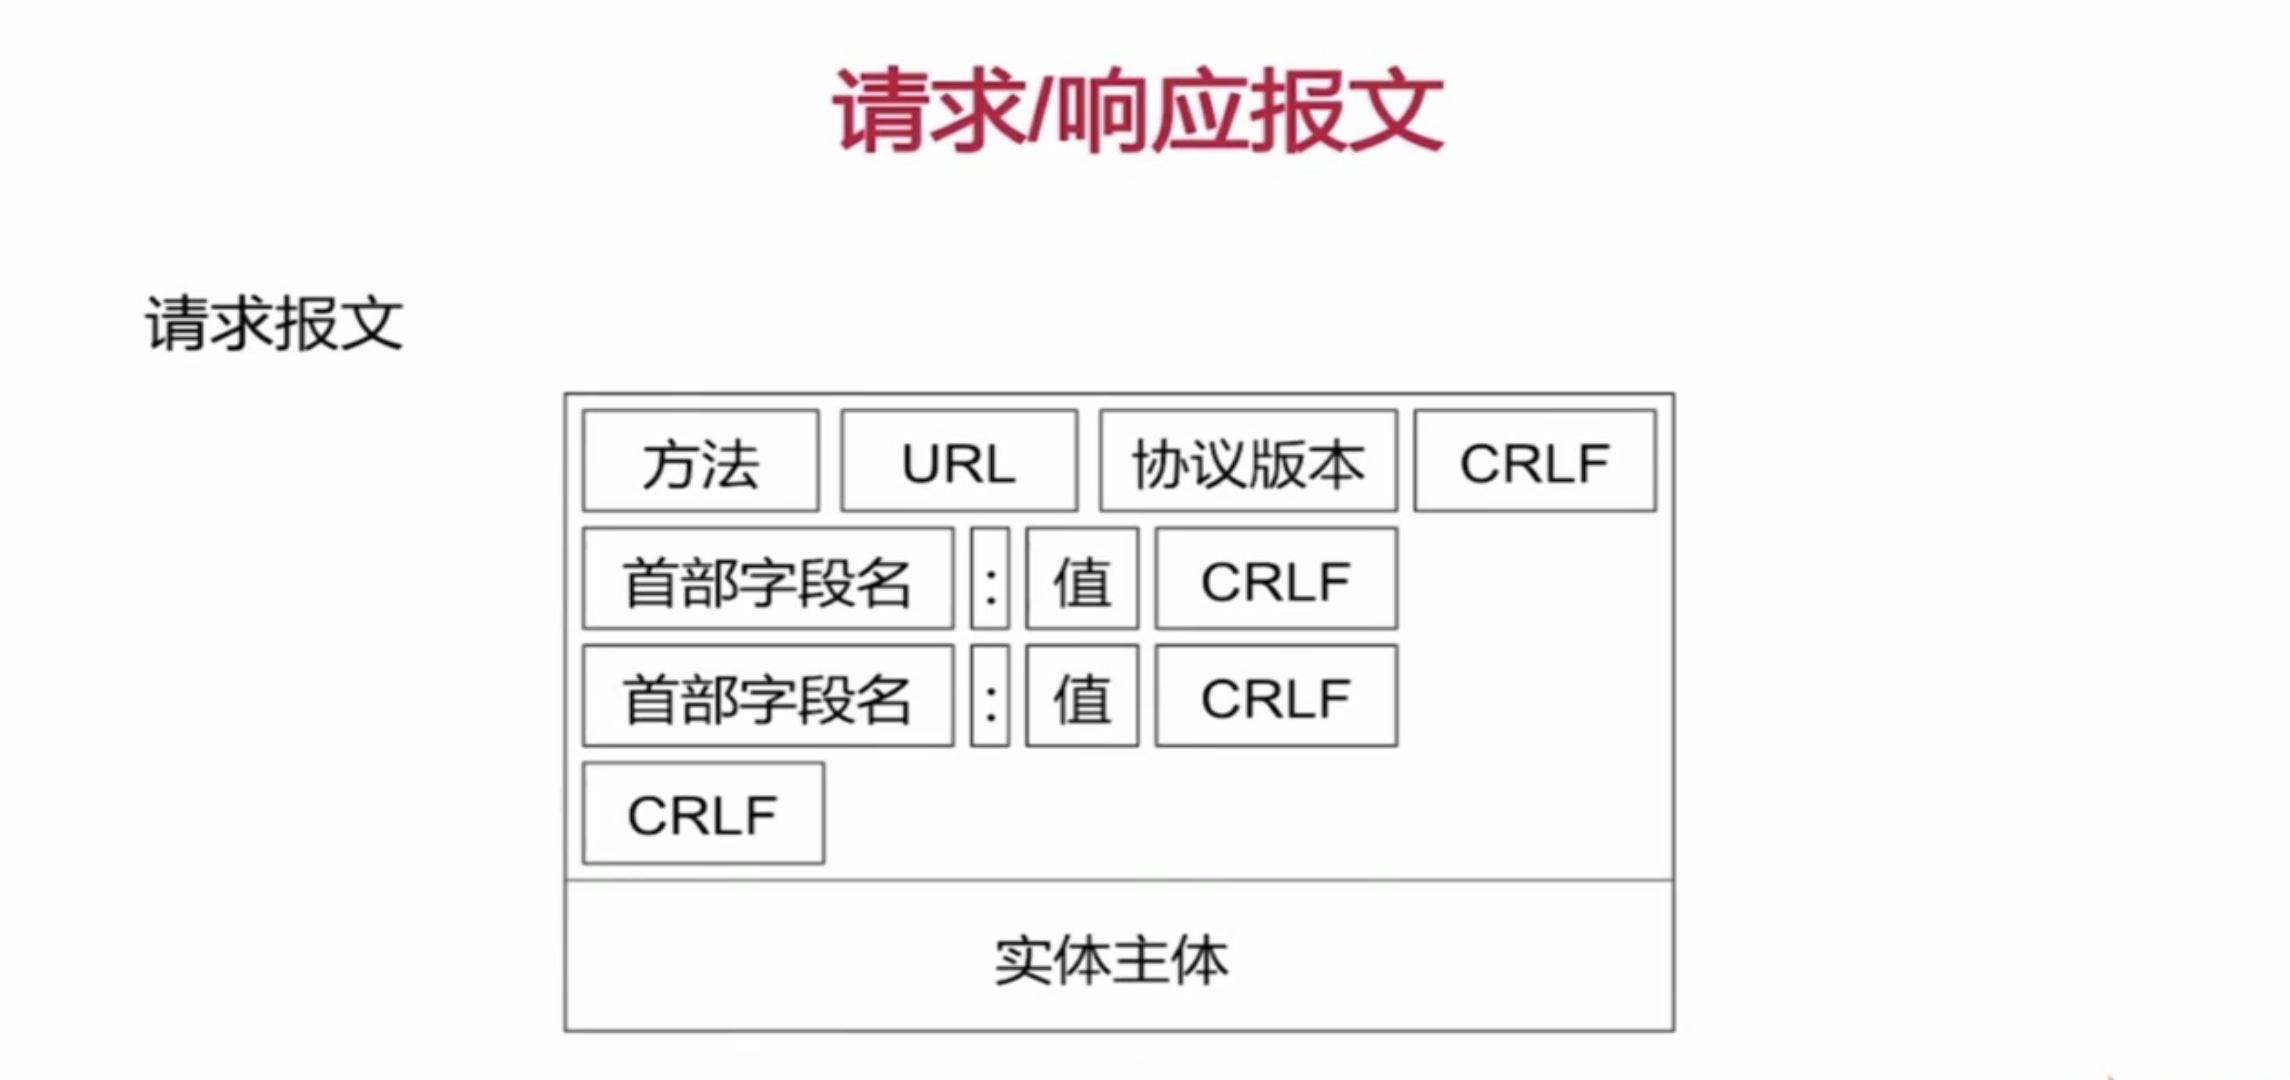 请求/响应报文
请求报文
方法 URL 协议版本 CRLF
首部字段名 : 值 CRLF
首部字段名 : 值 CRLF
CRLF
实体主体